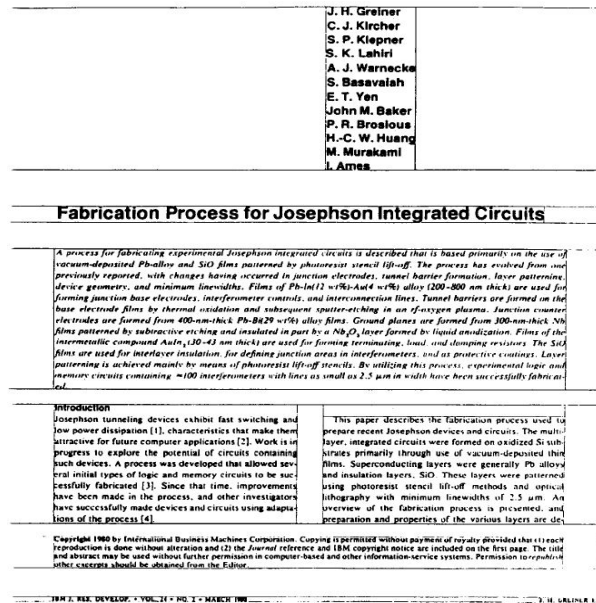 J. H. Greiner
C. J. Kircher
S. P. Klepner
S. K. Lahiri
A. J. Warnecke
S. Basavaiah
E. T. Yen
John M. Baker
P. R. Brosious
H.-C. W. Huang
M. Murakami
I. Ames
Fabrication Process for Josephson Integrated Circuits
A process for fabricating experimental Josephson integrated circuits is described that is based primarily on the use of
vacuum-deposited Pb-alloy and SiO films patterned by photoresist stencil lift-off. The process has evolved from one
previously reported, with changes having occurred in junction electrodes, tunnel barrier formation, layer patterning,
device geometry, and minimum linewidths. Films of Pb-In(12 wt%)-Au(4 wt%) alloy (200-800 nm thick) are used for
forming junction base electrodes, interferometer controls, and interconnection lines. Tunnel barriers are formed on the
base electrode films by thermal oxidation and subsequent sputter-etching in an rf-oxygen plasma. Junction counter
electrodes are formed from 400-nm-thick Pb-Bi(29 wt%) alloy films. Ground planes are formed from 300-nm-thick Nb
films patterned by subtractive etching and insulated in part by a Nb₂O₅ layer formed by liquid anodization. Films of the
intermetallic compound AuIn₂ (30-43 nm thick) are used for forming terminating, load, and damping resistors. The SiO
films are used for interlayer insulation, for defining junction areas in interferometers, and as protective coatings. Layer
patterning is achieved mainly by means of photoresist lift-off stencils. By utilizing this process, experimental logic and
memory circuits containing ≈100 interferometers with lines as small as 2.5 µm in width have been successfully fabricat-
ed.
Introduction
Josephson tunneling devices exhibit fast switching and
low power dissipation [1], characteristics that make them
attractive for future computer applications [2]. Work is in
progress to explore the potential of circuits containing
such devices. A process was developed that allowed sev-
eral initial types of logic and memory circuits to be suc-
cessfully fabricated [3]. Since that time, improvements
have been made in the process, and other investigators
have successfully made devices and circuits using adapta-
tions of the process [4].
This paper describes the fabrication process used to
prepare recent Josephson devices and circuits. The multi-
layer, integrated circuits were formed on oxidized Si sub-
strates primarily through use of vacuum-deposited thin
films. Superconducting layers were generally Pb alloys
and insulation layers, SiO. These layers were patterned
using photoresist stencil lift-off methods and optical
lithography with minimum linewidths of 2.5 µm. An
overview of the fabrication process is presented, and
preparation and properties of the various layers are de-
Copyright 1980 by International Business Machines Corporation. Copying is permitted without payment of royalty provided that (1) each
reproduction is done without alteration and (2) the Journal reference and IBM copyright notice are included on the first page. The title
and abstract may be used without further permission in computer-based and other information-service systems. Permission to republish
other excerpts should be obtained from the Editor.
IBM J. RES. DEVELOP. • VOL. 24 • NO. 2 • MARCH 1980
J. H. GREINER